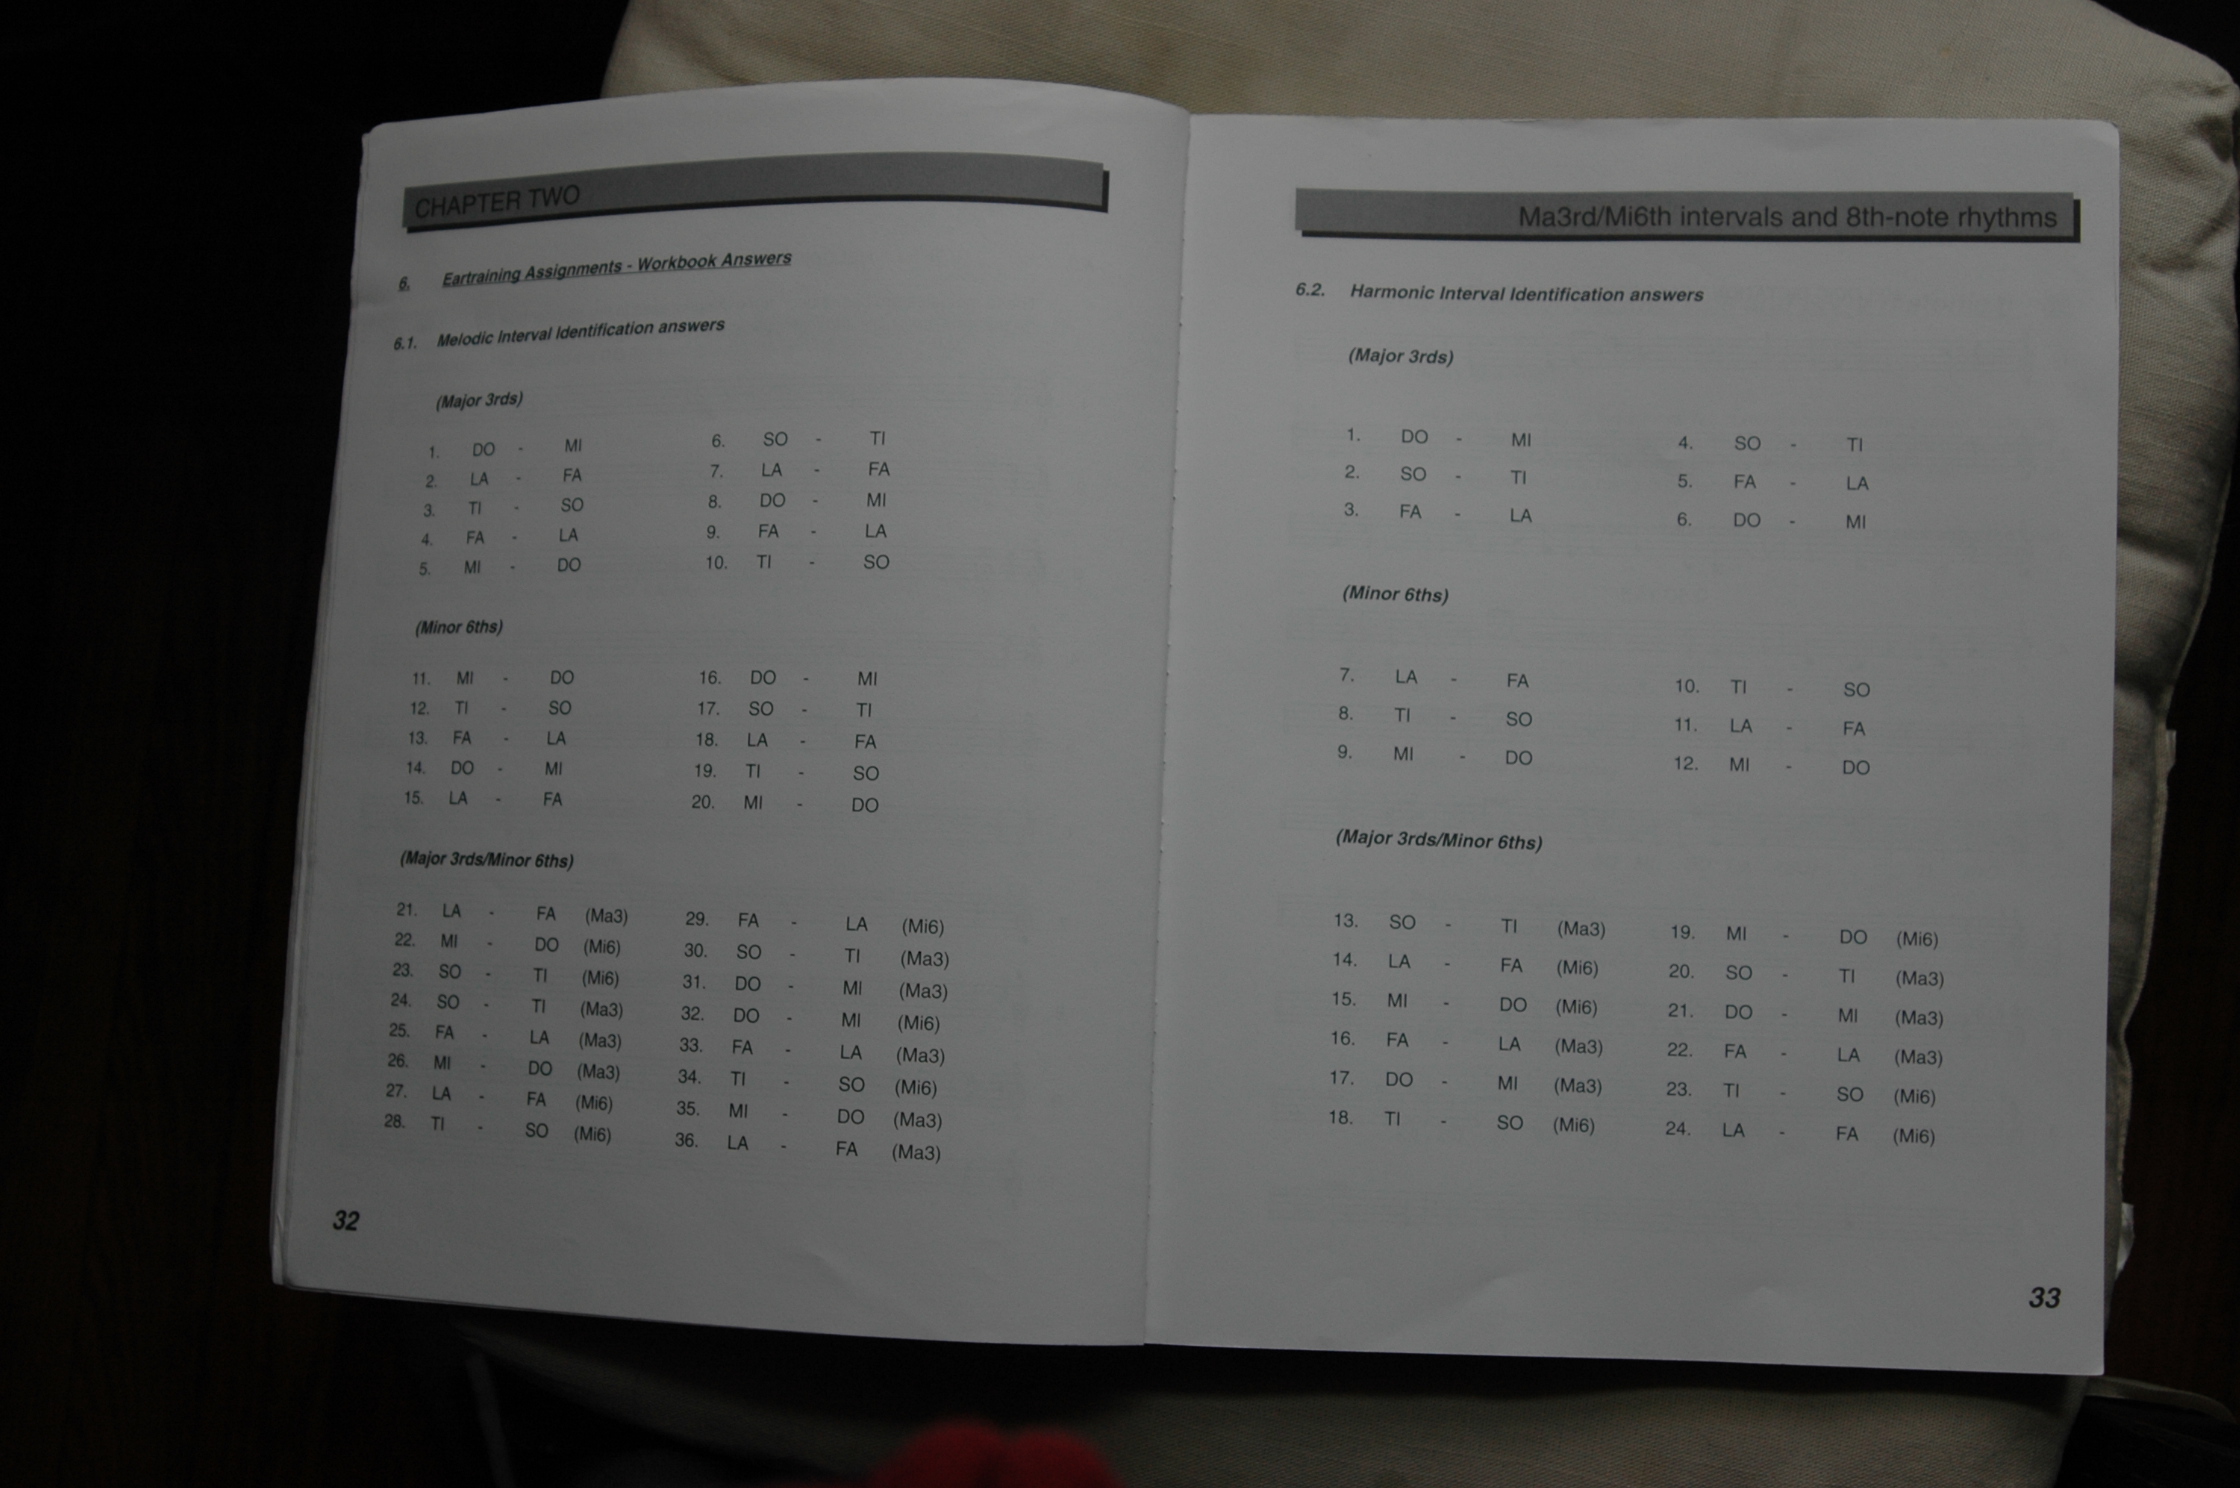 CHAPTER TWO
6. Eartraining Assignments - Workbook Answers
6.1. Melodic Interval Identification answers
(Major 3rds)
1. DO - MI 6. SO - TI
2. LA - FA 7. LA - FA
3. TI - SO 8. DO - MI
4. FA - LA 9. FA - LA
5. MI - DO 10. TI - SO
(Minor 6ths)
11. MI - DO 16. DO - MI
12. TI - SO 17. SO - TI
13. FA - LA 18. LA - FA
14. DO - MI 19. TI - SO
15. LA - FA 20. MI - DO
(Major 3rds/Minor 6ths)
21. LA - FA (Ma3) 29. FA - LA (Mi6)
22. MI - DO (Mi6) 30. SO - TI (Ma3)
23. SO - TI (Mi6) 31. DO - MI (Ma3)
24. SO - TI (Ma3) 32. DO - MI (Mi6)
25. FA - LA (Ma3) 33. FA - LA (Ma3)
26. MI - DO (Ma3) 34. TI - SO (Mi6)
27. LA - FA (Mi6) 35. MI - DO (Ma3)
28. TI - SO (Mi6) 36. LA - FA (Ma3)
32
Ma3rd/Mi6th intervals and 8th-note rhythms
6.2. Harmonic Interval Identification answers
(Major 3rds)
1. DO - MI 4. SO - TI
2. SO - TI 5. FA - LA
3. FA - LA 6. DO - MI
(Minor 6ths)
7. LA - FA 10. TI - SO
8. TI - SO 11. LA - FA
9. MI - DO 12. MI - DO
(Major 3rds/Minor 6ths)
13. SO - TI (Ma3) 19. MI - DO (Mi6)
14. LA - FA (Mi6) 20. SO - TI (Ma3)
15. MI - DO (Mi6) 21. DO - MI (Ma3)
16. FA - LA (Ma3) 22. FA - LA (Ma3)
17. DO - MI (Ma3) 23. TI - SO (Mi6)
18. TI - SO (Mi6) 24. LA - FA (Mi6)
33